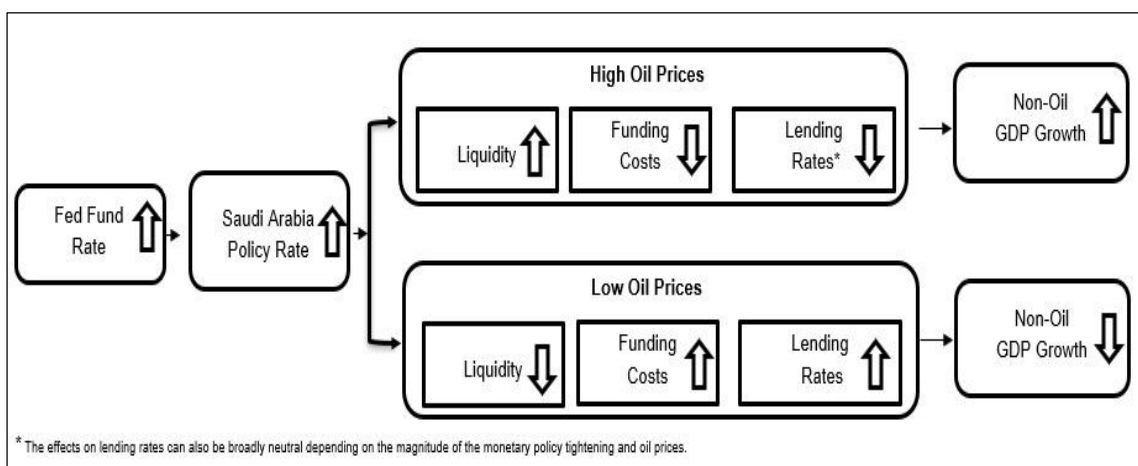 High Oil Prices
Liquidity
Funding
Costs
Lending
Rates*
Non-Oil
GDP Growth
Fed Fund
Rate
Saudi Arabia
Policy Rate
Low Oil Prices
Liquidity
Funding
Costs
Lending
Rates
Non-Oil
GDP Growth
* The effects on lending rates can also be broadly neutral depending on the magnitude of the monetary policy tightening and oil prices.